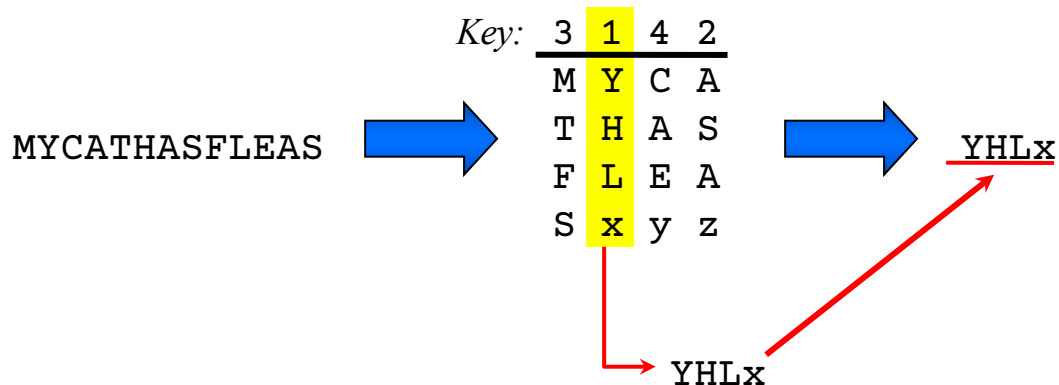 Key: 3 1 4 2
M Y C A
T H A S
F L E A
S x y z
MYCATHASFLEAS
YHLx
YHLx